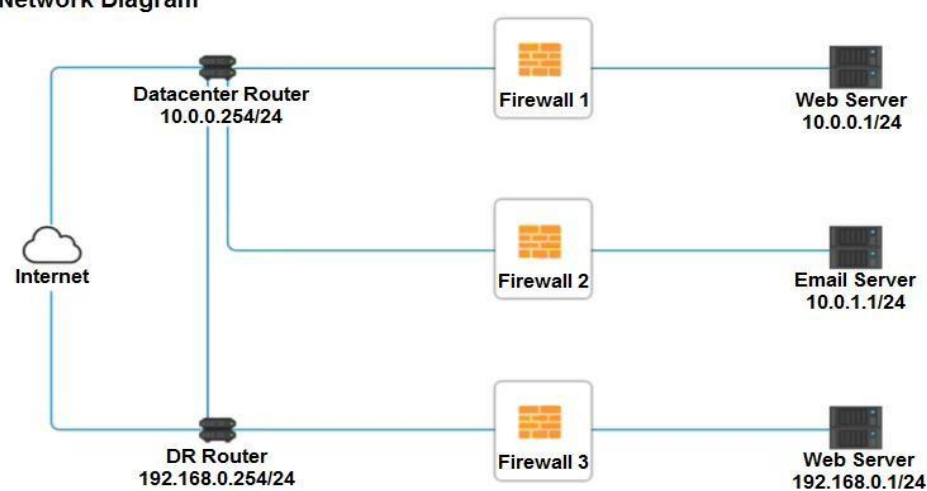 Network Diagram
Datacenter Router
10.0.0.254/24
Firewall 1
Web Server
10.0.0.1/24
Internet
Firewall 2
Email Server
10.0.1.1/24
DR Router
192.168.0.254/24
Firewall 3
Web Server
192.168.0.1/24